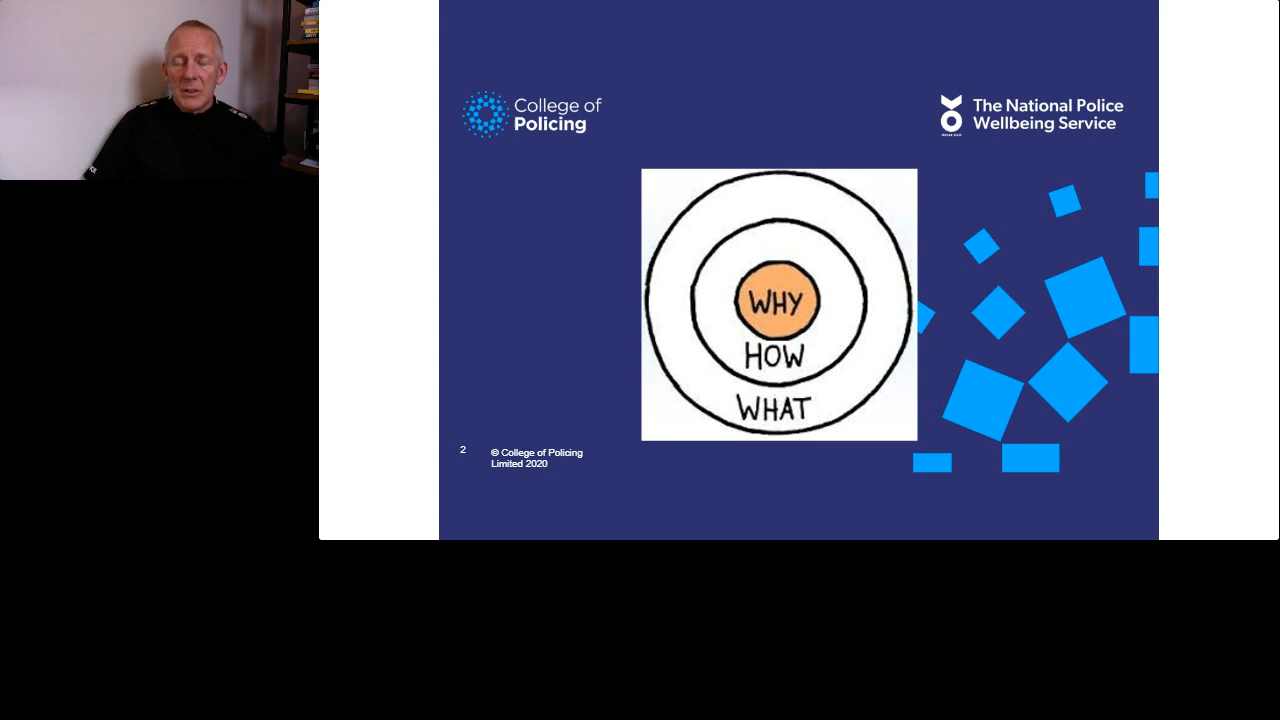 College of
Policing
The National Police
Wellbeing Service
WHY
HOW
WHAT
2
© College of Policing
Limited 2020